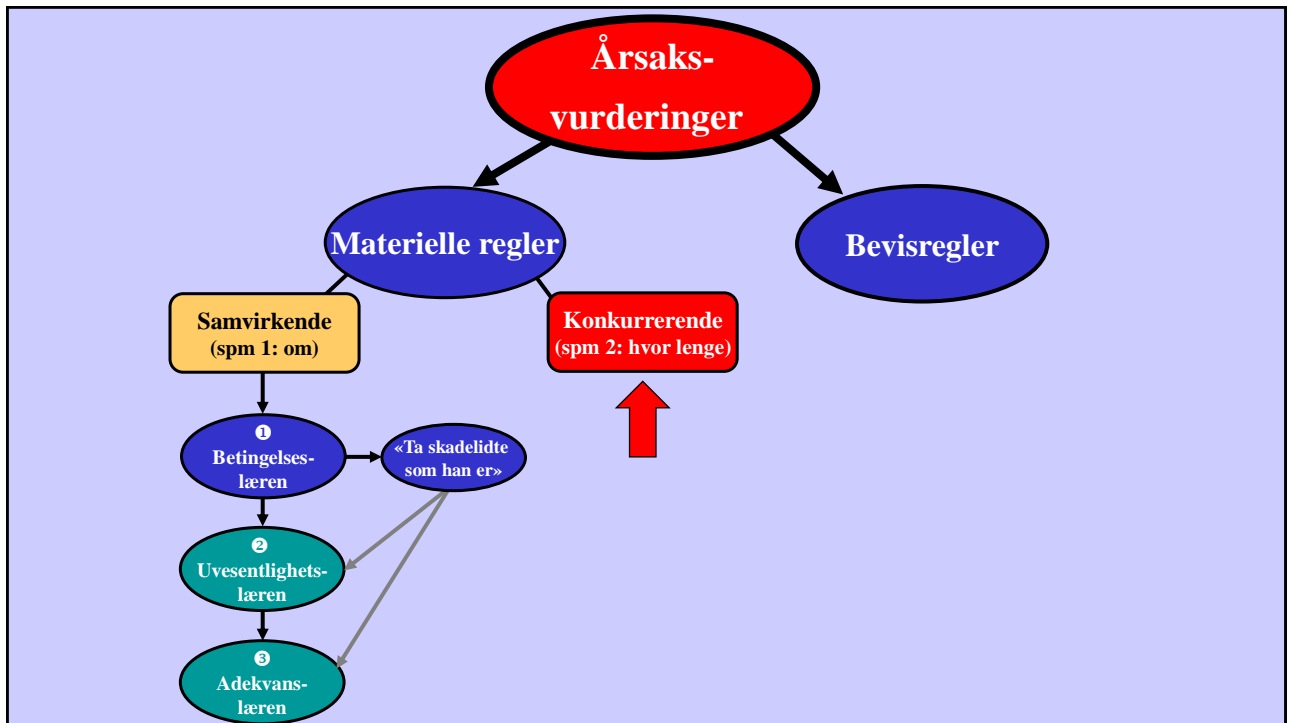 Årsaks-
vurderinger
Materielle regler
Bevisregler
Samvirkende
(spm 1: om)
Konkurrerende
(spm 2: hvor lenge)
❶
Betingelses-
læren
«Ta skadelidte
som han er»
❷
Uvesentlighets-
læren
❸
Adekvans-
læren